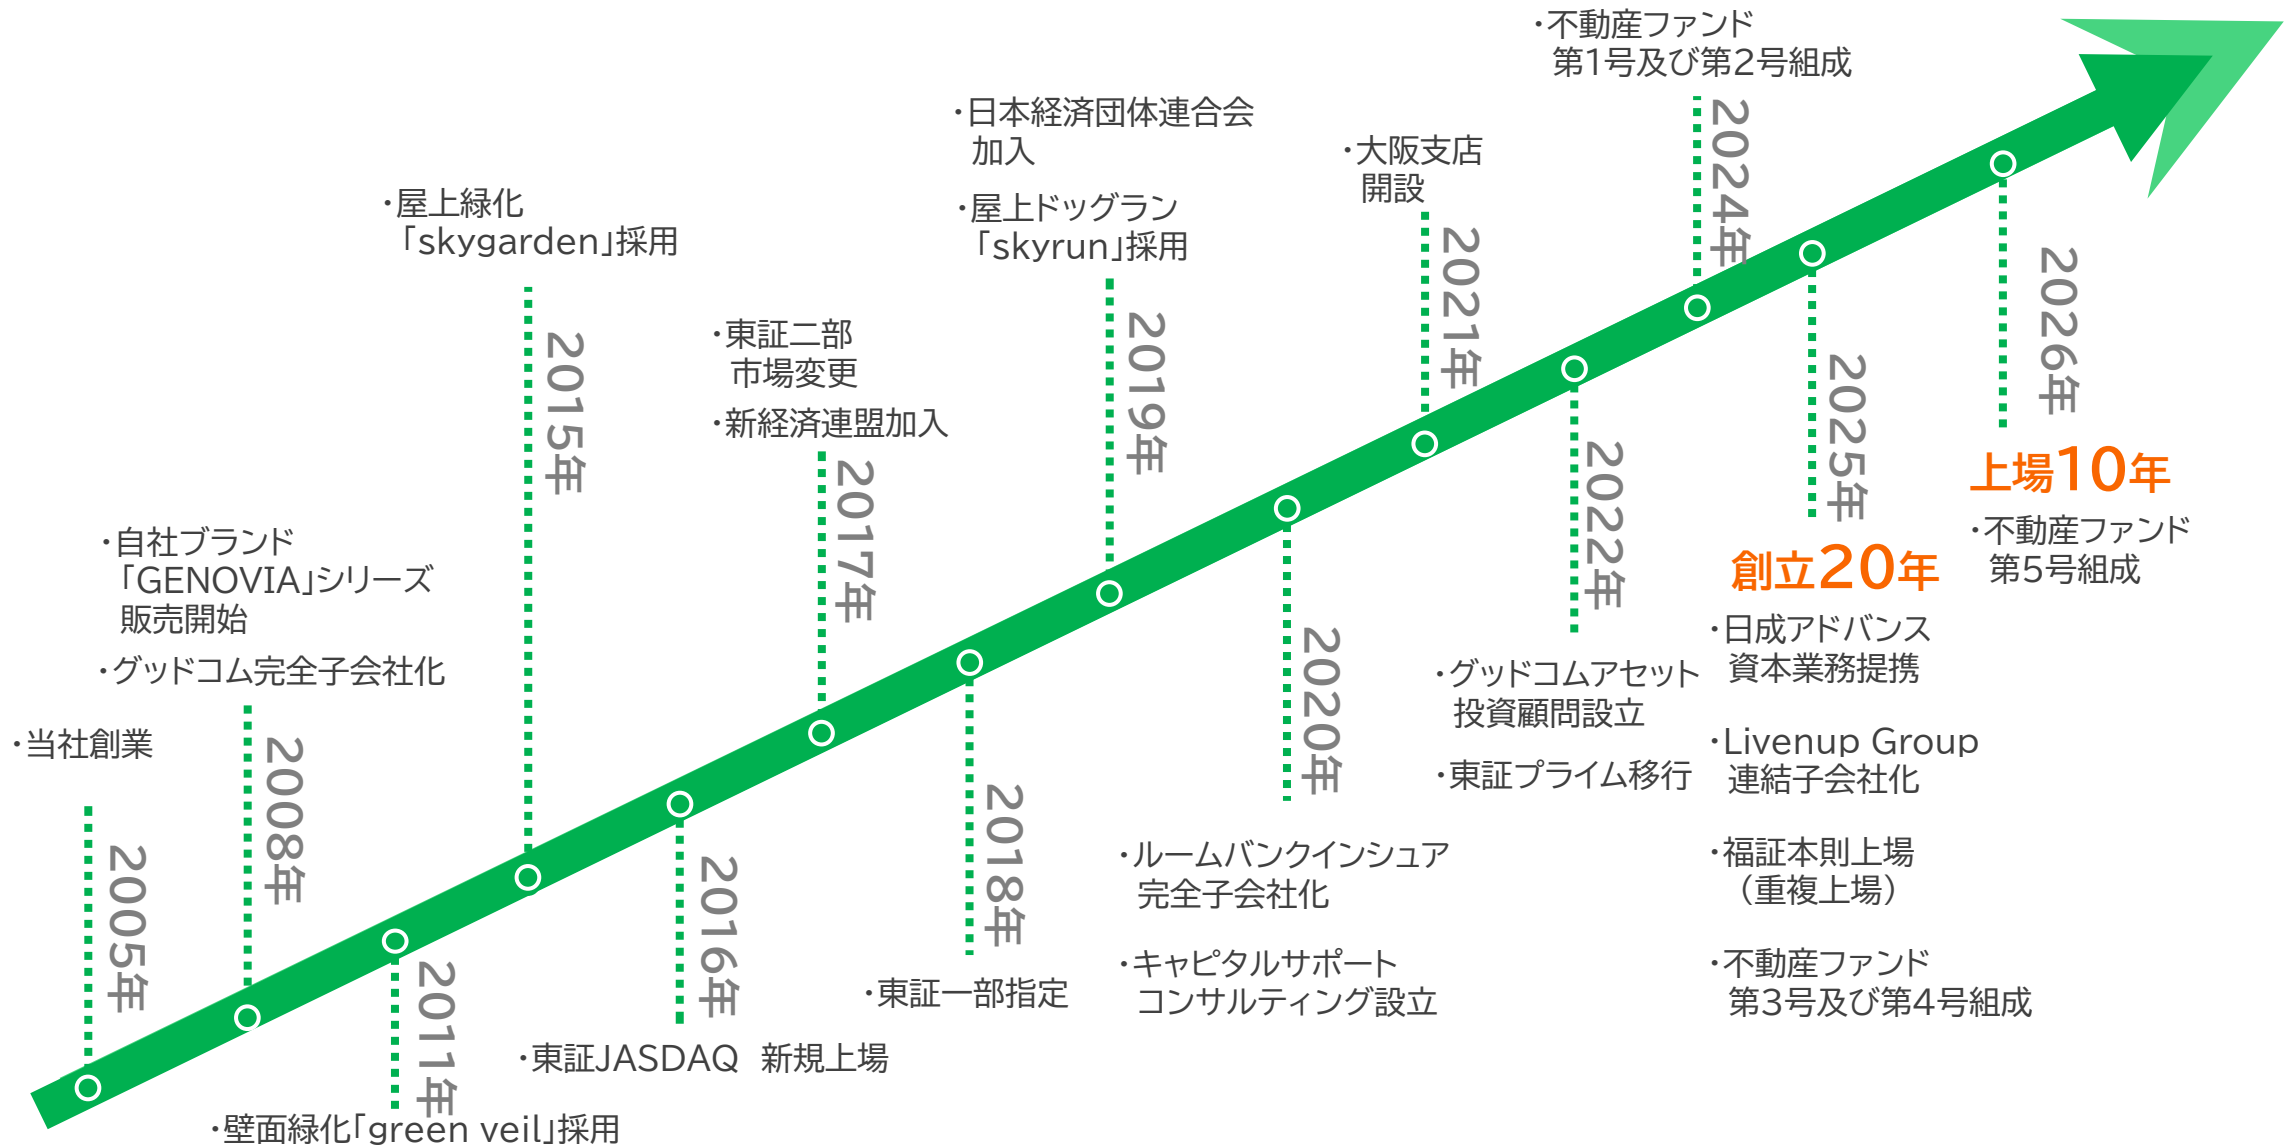 ・当社創業
2005年
・自社ブランド
「GENOVIA」シリーズ
販売開始
・グッドコム完全子会社化
2008年
2011年
・壁面緑化「green veil」採用
・屋上緑化
「skygarden」採用
2015年
2016年
・東証JASDAQ　新規上場
・東証二部
市場変更
・新経済連盟加入
2017年
2018年
・東証一部指定
・日本経済団体連合会
加入
・屋上ドッグラン
「skyrun」採用
2019年
2020年
・ルームバンクインシュア
完全子会社化
・キャピタルサポート
コンサルティング設立
・大阪支店
開設
2021年
2022年
・グッドコムアセット
投資顧問設立
・東証プライム移行
・不動産ファンド
第1号及び第2号組成
2024年
2025年
創立20年
・日成アドバンス
資本業務提携
・Livenup Group
連結子会社化
・福証本則上場
（重複上場）
・不動産ファンド
第3号及び第4号組成
2026年
上場10年
・不動産ファンド
第5号組成